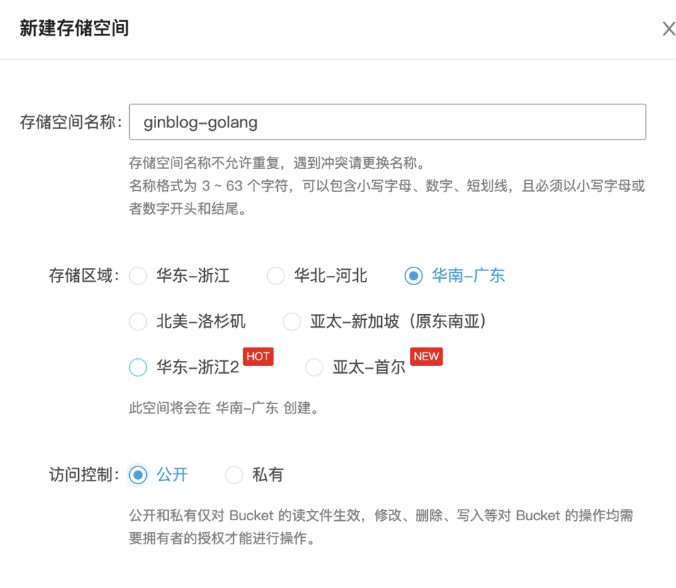 新建存储空间
存储空间名称: ginblog-golang
存储空间名称不允许重复，遇到冲突请更换名称。
名称格式为 3 ~ 63 个字符，可以包含小写字母、数字、短划线，且必须以小写字母或
者数字开头和结尾。
存储区域: 华东-浙江 华北-河北 华南-广东
北美-洛杉矶 亚太-新加坡（原东南亚）
华东-浙江2 HOT 亚太-首尔 NEW
此空间将会在 华南-广东 创建。
访问控制: 公开 私有
公开和私有仅对 Bucket 的读文件生效，修改、删除、写入等对 Bucket 的操作均需
要拥有者的授权才能进行操作。